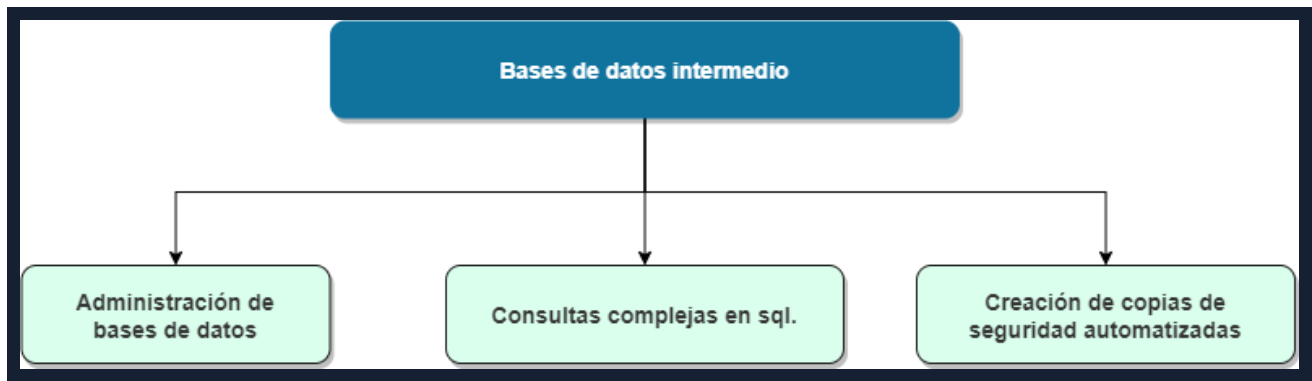 Bases de datos intermedio
Administración de
bases de datos
Consultas complejas en sql.
Creación de copias de
seguridad automatizadas